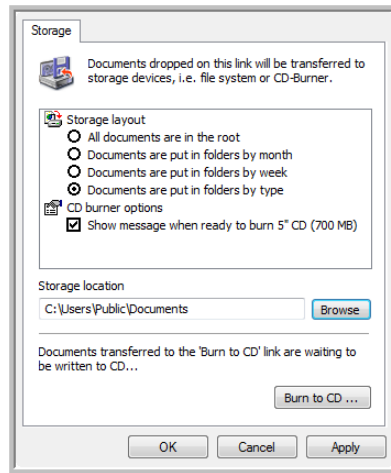 Storage
Documents dropped on this link will be transferred to
storage devices, i.e. file system or CD-Burner.
Storage layout
All documents are in the root
Documents are put in folders by month
Documents are put in folders by week
Documents are put in folders by type
CD burner options
Show message when ready to burn 5" CD (700 MB)
Storage location
C:\Users\Public\Documents
Browse
Documents transferred to the 'Burn to CD' link are waiting to
be written to CD...
Burn to CD ...
OK Cancel Apply